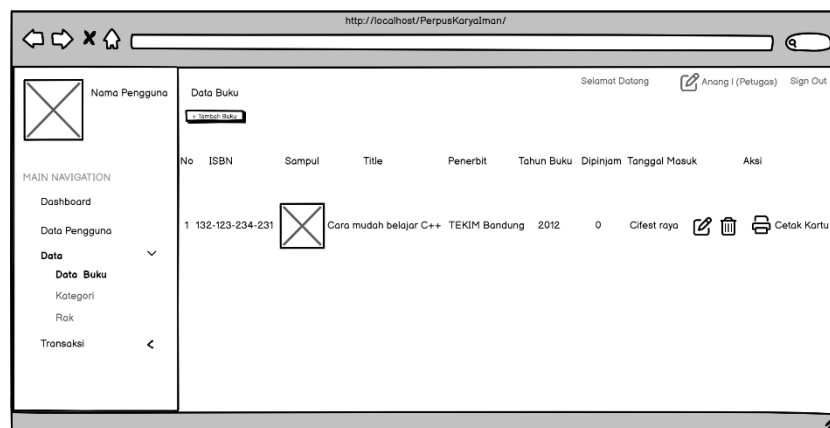 http://localhost/PerpusKaryaIman/
Selamat Datang
Anang I (Petugas)
Sign Out
Nama Pengguna
Data Buku
+ Tambah Buku
No ISBN Sampul Title Penerbit Tahun Buku Dipinjam Tanggal Masuk Aksi
MAIN NAVIGATION
Dashboard
Data Pengguna
Data
Data Buku
Kategori
Rak
Transaksi
1 132-123-234-231 Cara mudah belajar C++ TEKIM Bandung 2012 0 Cifest raya Cetak Kartu